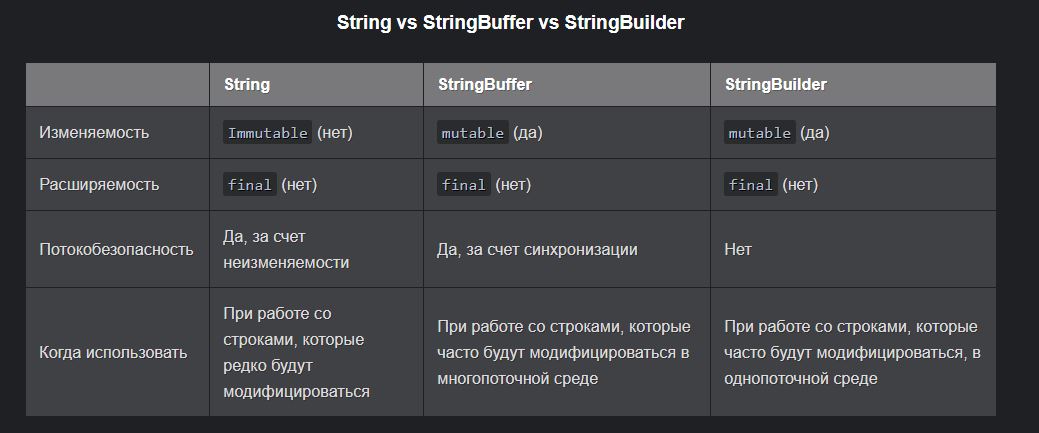 String vs StringBuffer vs StringBuilder
String StringBuffer StringBuilder
Изменяемость Immutable (нет) mutable (да) mutable (да)
Расширяемость final (нет) final (нет) final (нет)
Потокобезопасность
Да, за счет
неизменяемости
Да, за счет синхронизации
Нет
Когда использовать
При работе со
строками, которые
редко будут
модифицироваться
При работе со строками, которые
часто будут модифицироваться в
многопоточной среде
При работе со строками, которые
часто будут модифицироваться, в
однопоточной среде